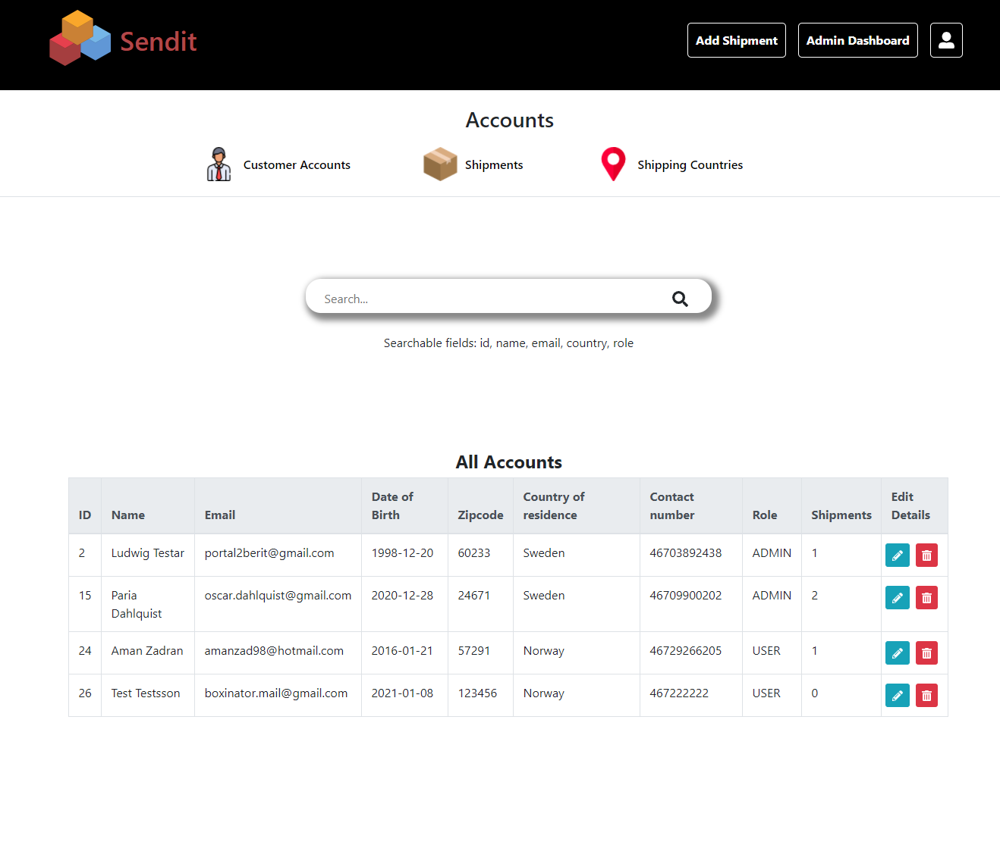 Sendit
Add Shipment Admin Dashboard
Accounts
Customer Accounts Shipments Shipping Countries
Search...
Searchable fields: id, name, email, country, role
All Accounts
ID Name Email Date of Birth Zipcode Country of residence Contact number Role Shipments Edit Details
2 Ludwig Testar portal2berit@gmail.com 1998-12-20 60233 Sweden 46703892438 ADMIN 1
15 Paria Dahlquist oscar.dahlquist@gmail.com 2020-12-28 24671 Sweden 46709900202 ADMIN 2
24 Aman Zadran amanzad98@hotmail.com 2016-01-21 57291 Norway 46729266205 USER 1
26 Test Testsson boxinator.mail@gmail.com 2021-01-08 123456 Norway 467222222 USER 0